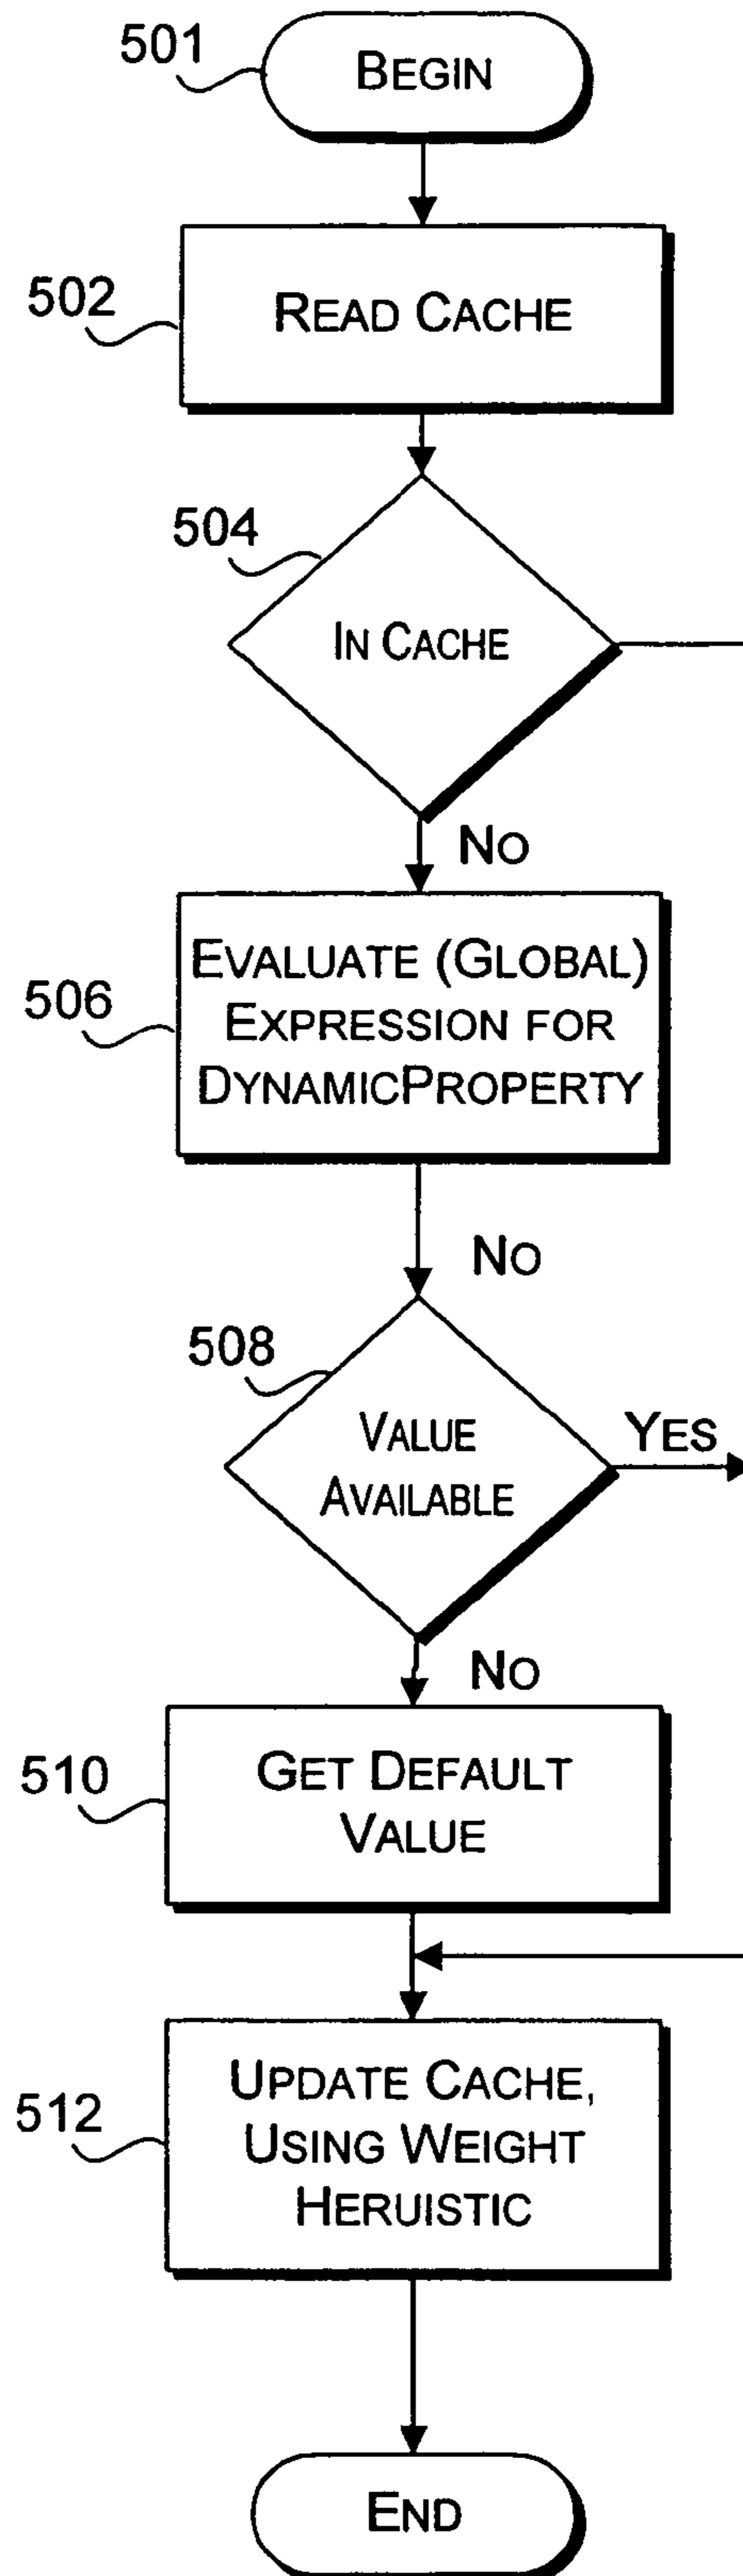 501
BEGIN
502
READ CACHE
504
IN CACHE
NO
506
EVALUATE (GLOBAL)
EXPRESSION FOR
DYNAMICPROPERTY
NO
508
VALUE
AVAILABLE
YES
NO
510
GET DEFAULT
VALUE
512
UPDATE CACHE,
USING WEIGHT
HERUISTIC
END